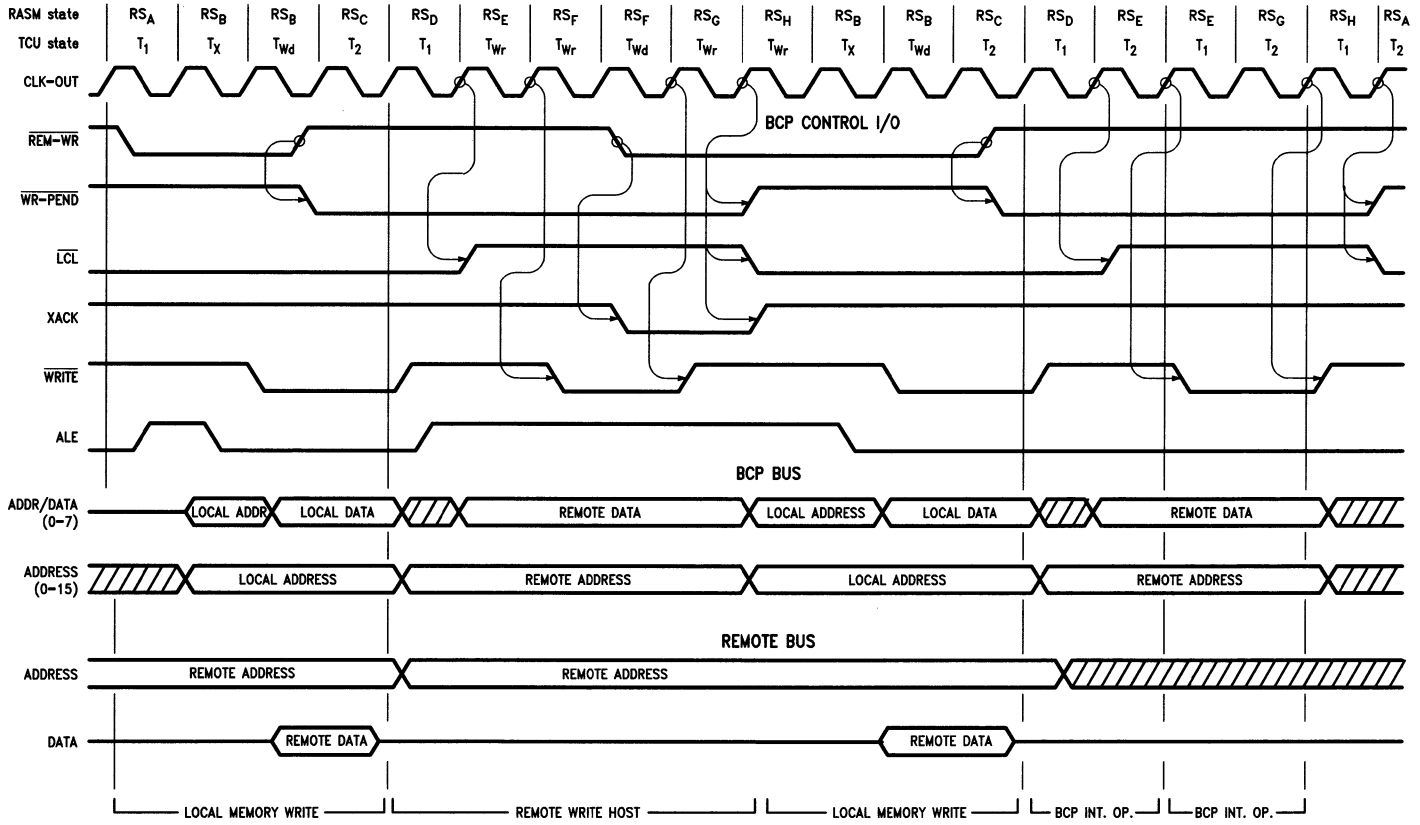 RASM state RS_A RS_B RS_B RS_C RS_D RS_E RS_F RS_F RS_G RS_H RS_B RS_B RS_C RS_D RS_E RS_E RS_G RS_H RS_A
TCU state T_1 T_X T_Wd T_2 T_1 T_Wr T_Wr T_Wd T_Wr T_Wr T_X T_Wd T_2 T_1 T_2 T_1 T_2 T_1 T_2
CLK-OUT
BCP CONTROL I/O
REM-WR
WR-PEND
LCL
XACK
WRITE
ALE
BCP BUS
ADDR/DATA (0-7) LOCAL ADDR LOCAL DATA REMOTE DATA LOCAL ADDRESS LOCAL DATA REMOTE DATA
ADDRESS (0-15) LOCAL ADDRESS REMOTE ADDRESS LOCAL ADDRESS REMOTE ADDRESS
REMOTE BUS
ADDRESS REMOTE ADDRESS REMOTE ADDRESS
DATA REMOTE DATA REMOTE DATA
LOCAL MEMORY WRITE REMOTE WRITE HOST LOCAL MEMORY WRITE BCP INT. OP. BCP INT. OP.